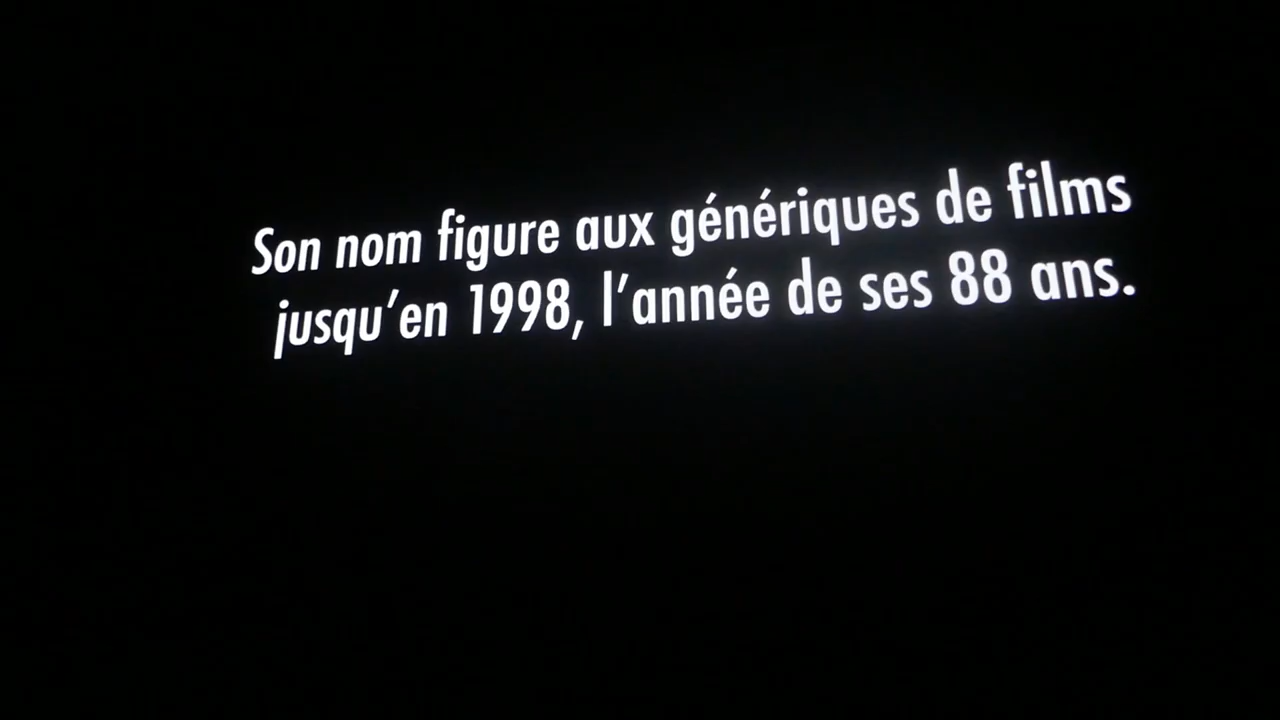 Son nom figure aux génériques de films
jusqu’en 1998, l’année de ses 88 ans.